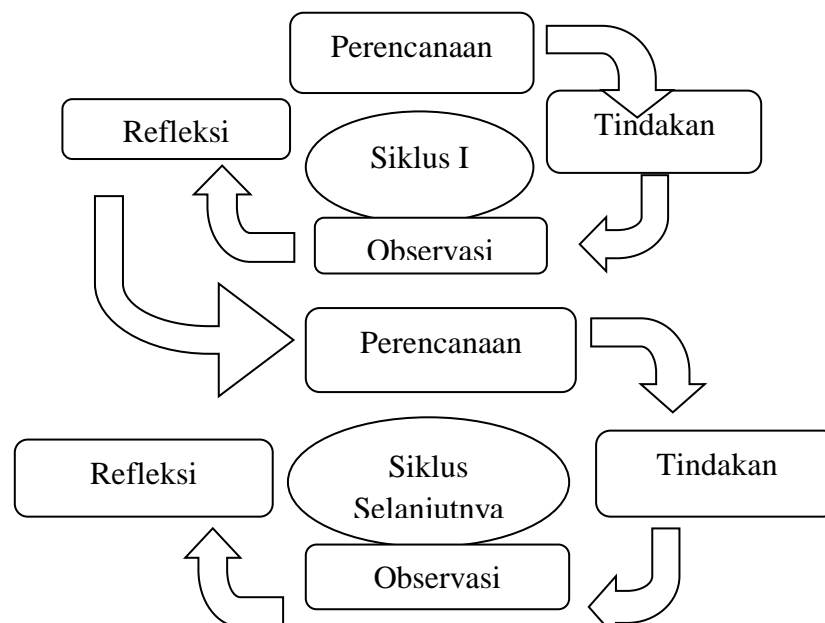 Perencanaan
Refleksi
Tindakan
Siklus I
Observasi
Perencanaan
Refleksi
Siklus
Selanjutnya
Tindakan
Observasi